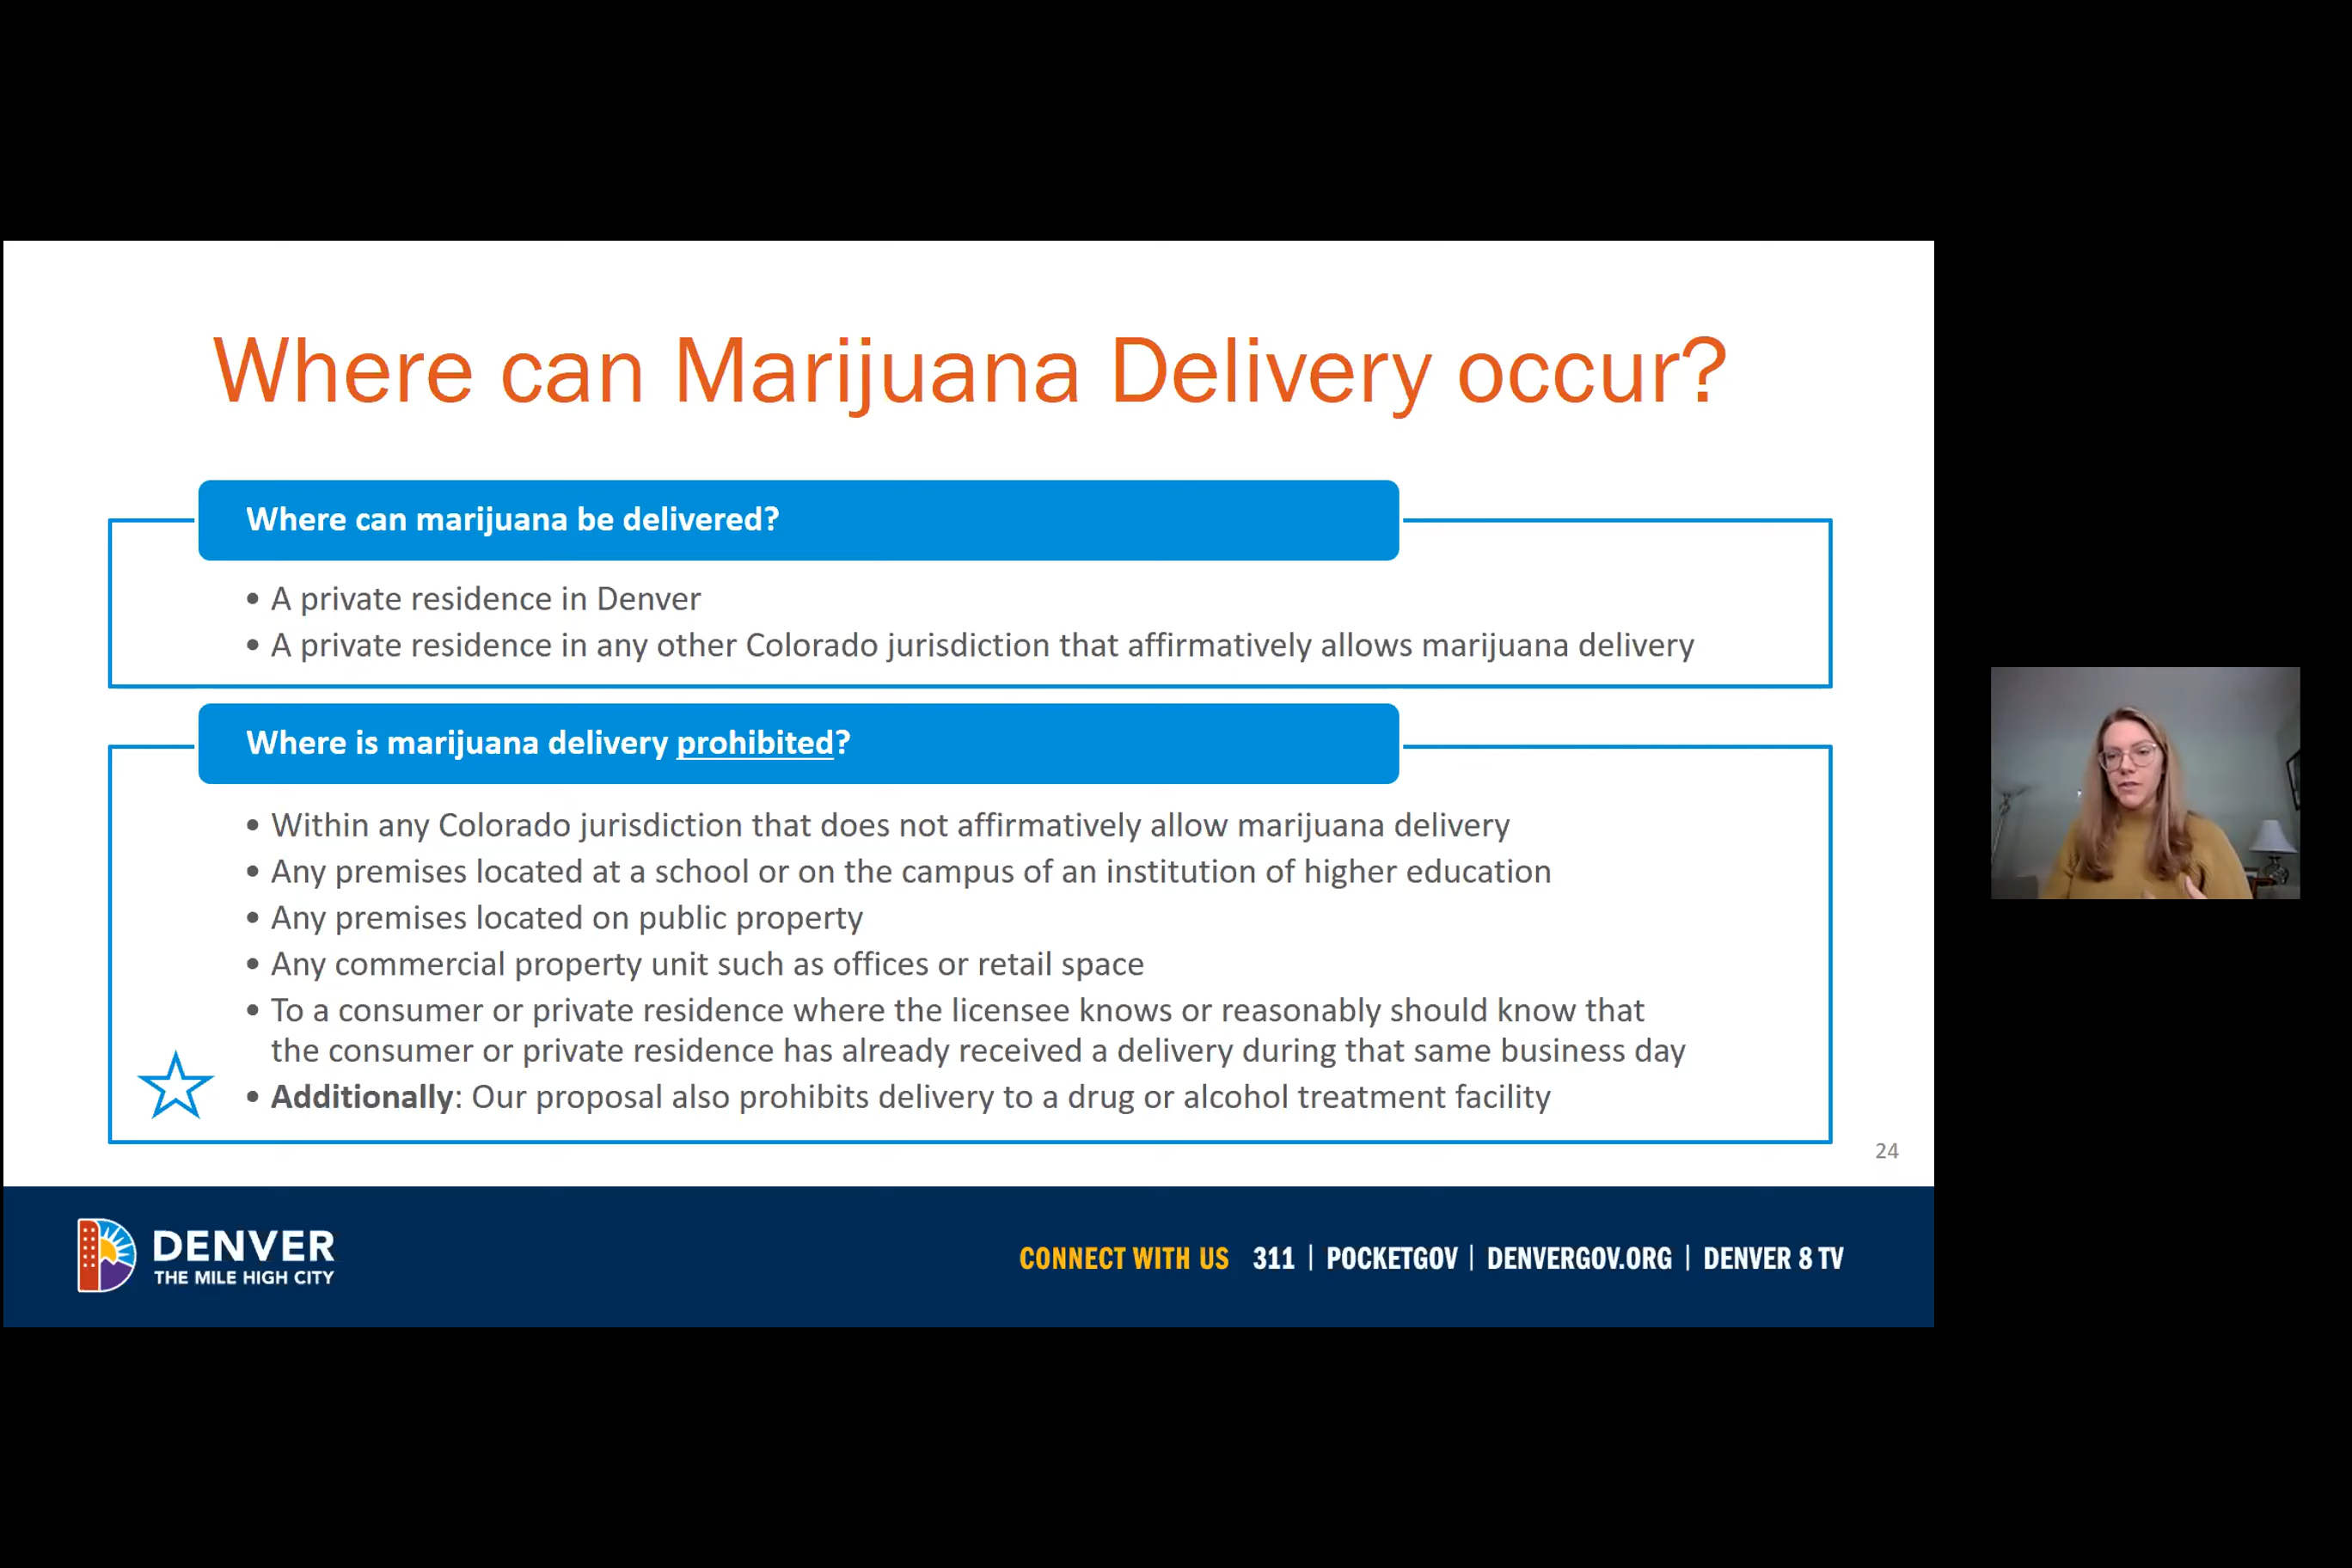 Where can Marijuana Delivery occur?
Where can marijuana be delivered?
• A private residence in Denver
• A private residence in any other Colorado jurisdiction that affirmatively allows marijuana delivery
Where is marijuana delivery prohibited?
• Within any Colorado jurisdiction that does not affirmatively allow marijuana delivery
• Any premises located at a school or on the campus of an institution of higher education
• Any premises located on public property
• Any commercial property unit such as offices or retail space
• To a consumer or private residence where the licensee knows or reasonably should know that
the consumer or private residence has already received a delivery during that same business day
• Additionally: Our proposal also prohibits delivery to a drug or alcohol treatment facility
24
DENVER
THE MILE HIGH CITY
CONNECT WITH US 311 | POCKETGOV | DENVERGOV.ORG | DENVER 8 TV